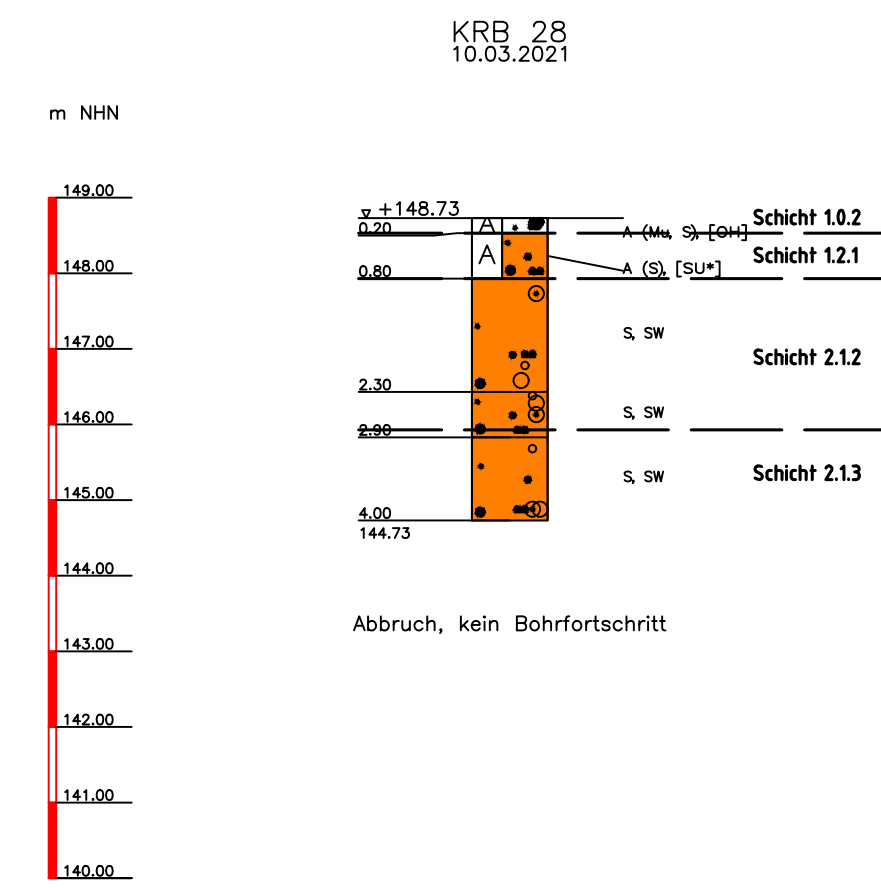 KRB 28
10.03.2021
m NHN
149.00
148.00
147.00
146.00
145.00
144.00
143.00
142.00
141.00
140.00
+148.73
0.20
0.80
2.30
2.90
4.00
144.73
A
A
A (Mu, S), [OH]
A (S), [SU*]
S, SW
S, SW
S, SW
Schicht 1.0.2
Schicht 1.2.1
Schicht 2.1.2
Schicht 2.1.3
Abbruch, kein Bohrfortschritt